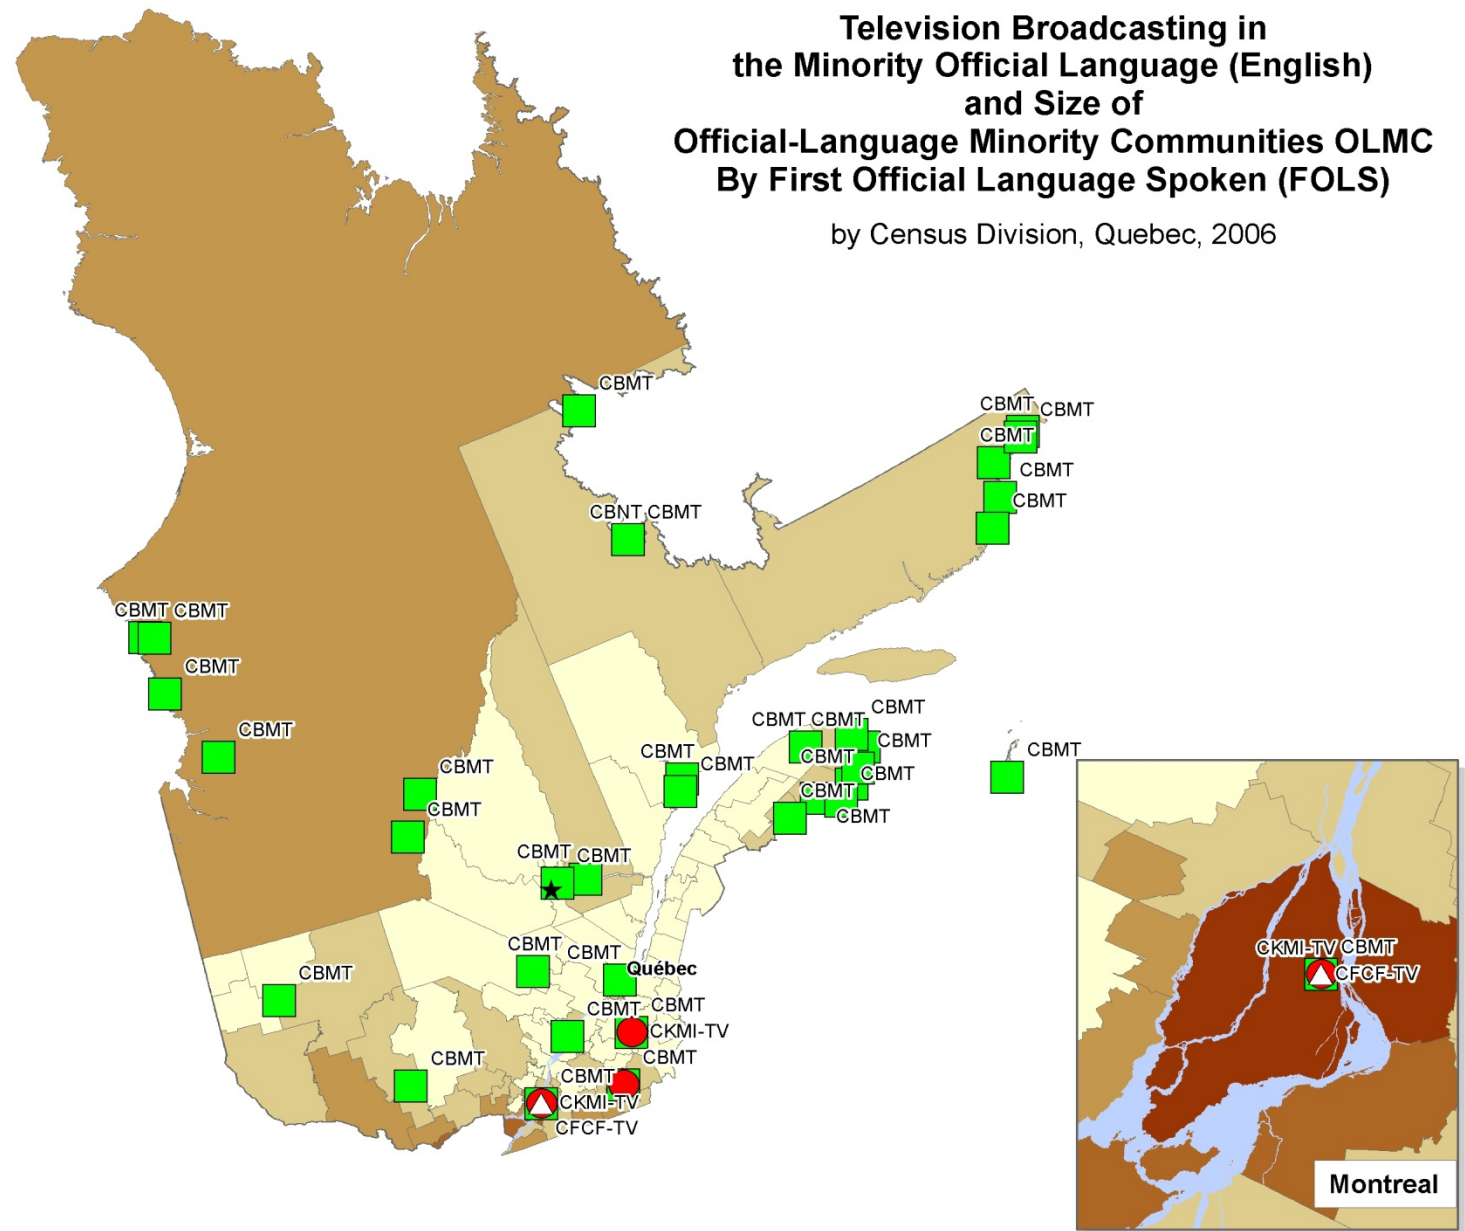 Television Broadcasting in
the Minority Official Language (English)
and Size of
Official-Language Minority Communities OLMC
By First Official Language Spoken (FOLS)
by Census Division, Quebec, 2006
CBMT
CBMT CBMT
CBMT
CBMT
CBMT
CBNT CBMT
CBMT CBMT
CBMT
CBMT
CBMT CBMT
CBMT
CBMT
CBMT
CBMT
CBMT
CBMT
CBMT
CBMT
CBMT
CBMT
CBMT
CBMT
CBMT
CBMT CBMT
CBMT
CBMT
CBMT
Québec
CKMI-TV CBMT
CFCF-TV
CBMT
CBMT
CKMI-TV
CBMT
CBMT
CBMT
CKMI-TV
CFCF-TV
Montreal